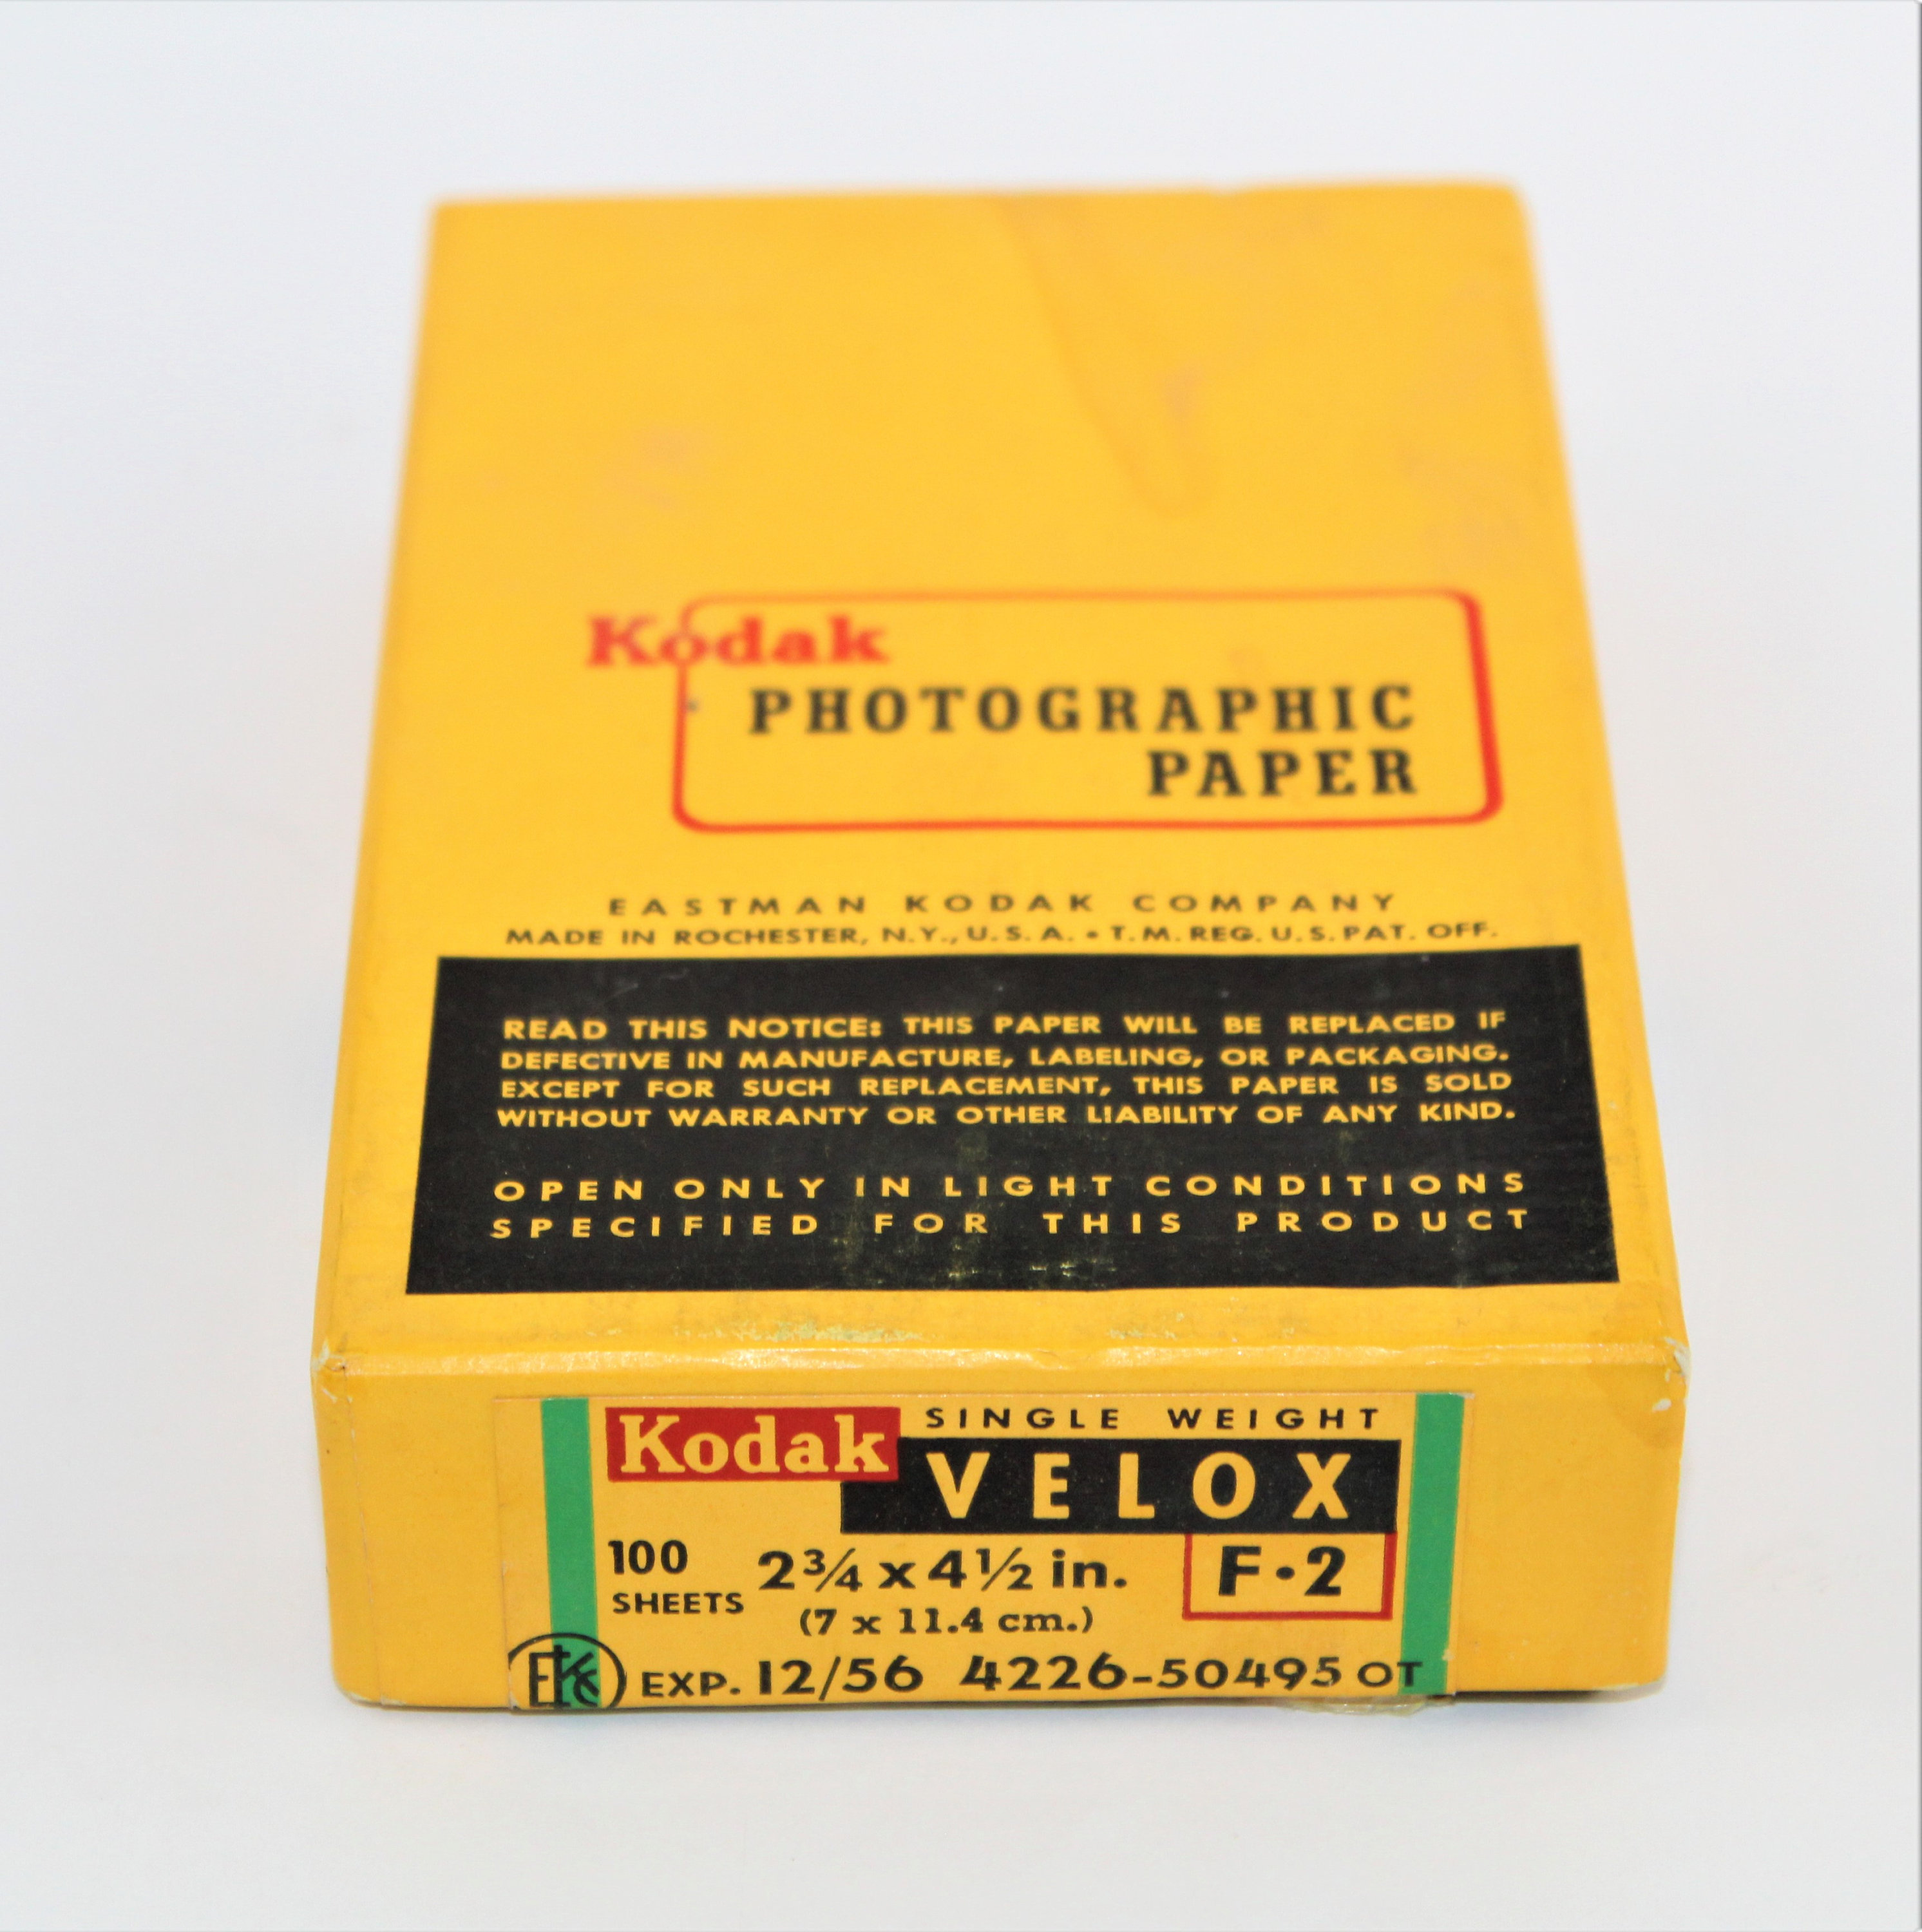 Kodak
PHOTOGRAPHIC
PAPER
EASTMAN KODAK COMPANY
MADE IN ROCHESTER, N.Y., U.S.A. • T.M. REG. U.S. PAT. OFF.
READ THIS NOTICE: THIS PAPER WILL BE REPLACED IF
DEFECTIVE IN MANUFACTURE, LABELING, OR PACKAGING.
EXCEPT FOR SUCH REPLACEMENT, THIS PAPER IS SOLD
WITHOUT WARRANTY OR OTHER LIABILITY OF ANY KIND.
OPEN ONLY IN LIGHT CONDITIONS
SPECIFIED FOR THIS PRODUCT
Kodak SINGLE WEIGHT
VELOX
100 SHEETS 2¾ x 4½ in. F·2
(7 x 11.4 cm.)
EKC EXP. 12/56 4226-50495 OT